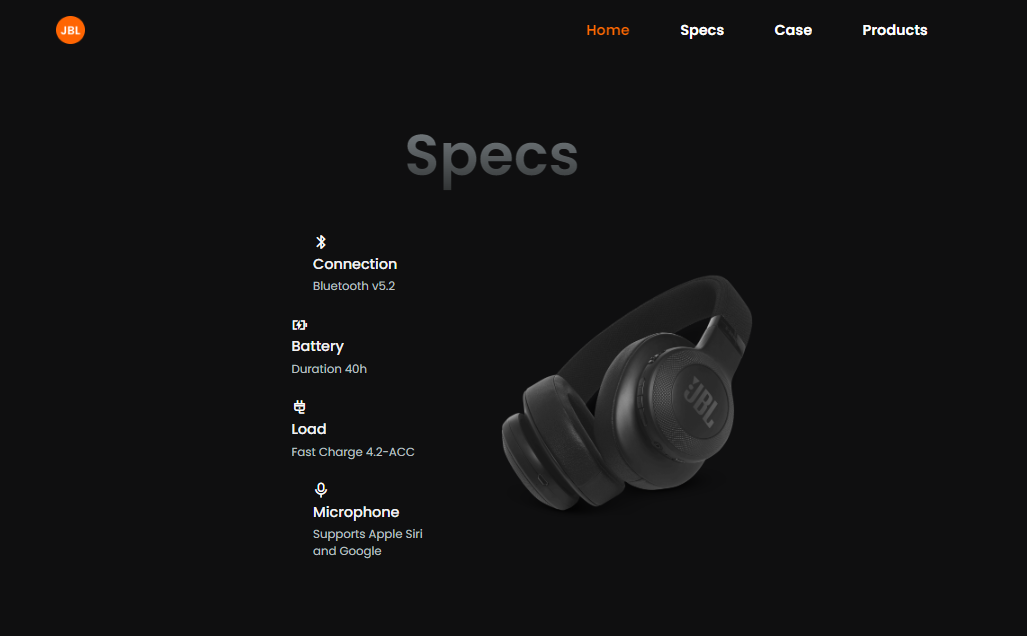 JBL
Home Specs Case Products
Specs
Connection
Bluetooth v5.2
Battery
Duration 40h
Load
Fast Charge 4.2-ACC
Microphone
Supports Apple Siri
and Google
JBL